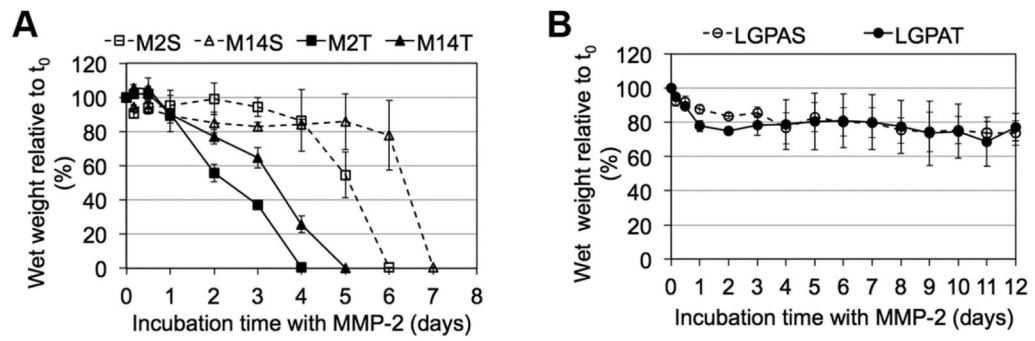 A
M2S M14S M2T M14T
Wet weight relative to t0 (%)
120
100
80
60
40
20
0
0 1 2 3 4 5 6 7 8
Incubation time with MMP-2 (days)
B
LGPAS LGPAT
Wet weight relative to t0 (%)
120
100
80
60
40
20
0
0 1 2 3 4 5 6 7 8 9 10 11 12
Incubation time with MMP-2 (days)